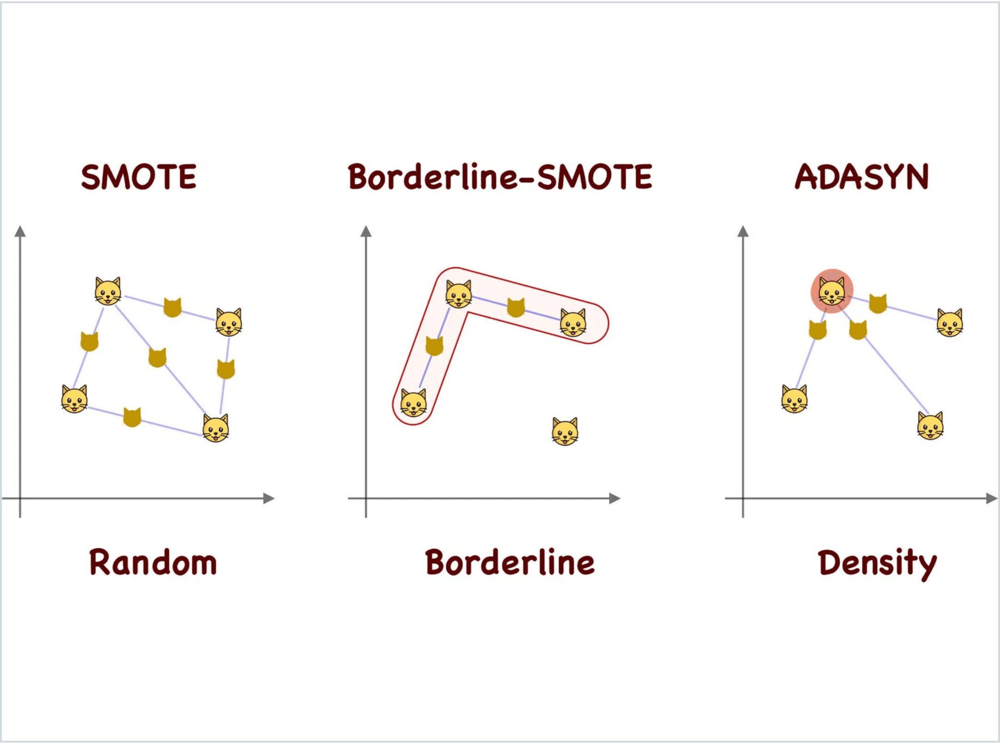 SMOTE
Borderline-SMOTE
ADASYN
Random
Borderline
Density